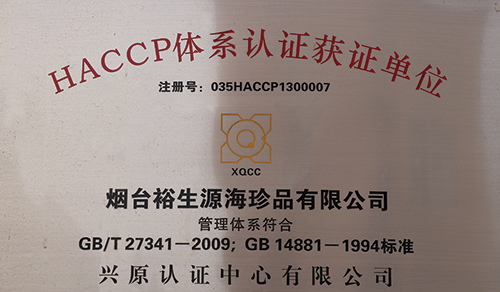 HACCP体系认证获证单位
注册号：035HACCP1300007
XQCC
烟台裕生源海珍品有限公司
管理体系符合
GB/T 27341－2009；GB 14881－1994标准
兴原认证中心有限公司